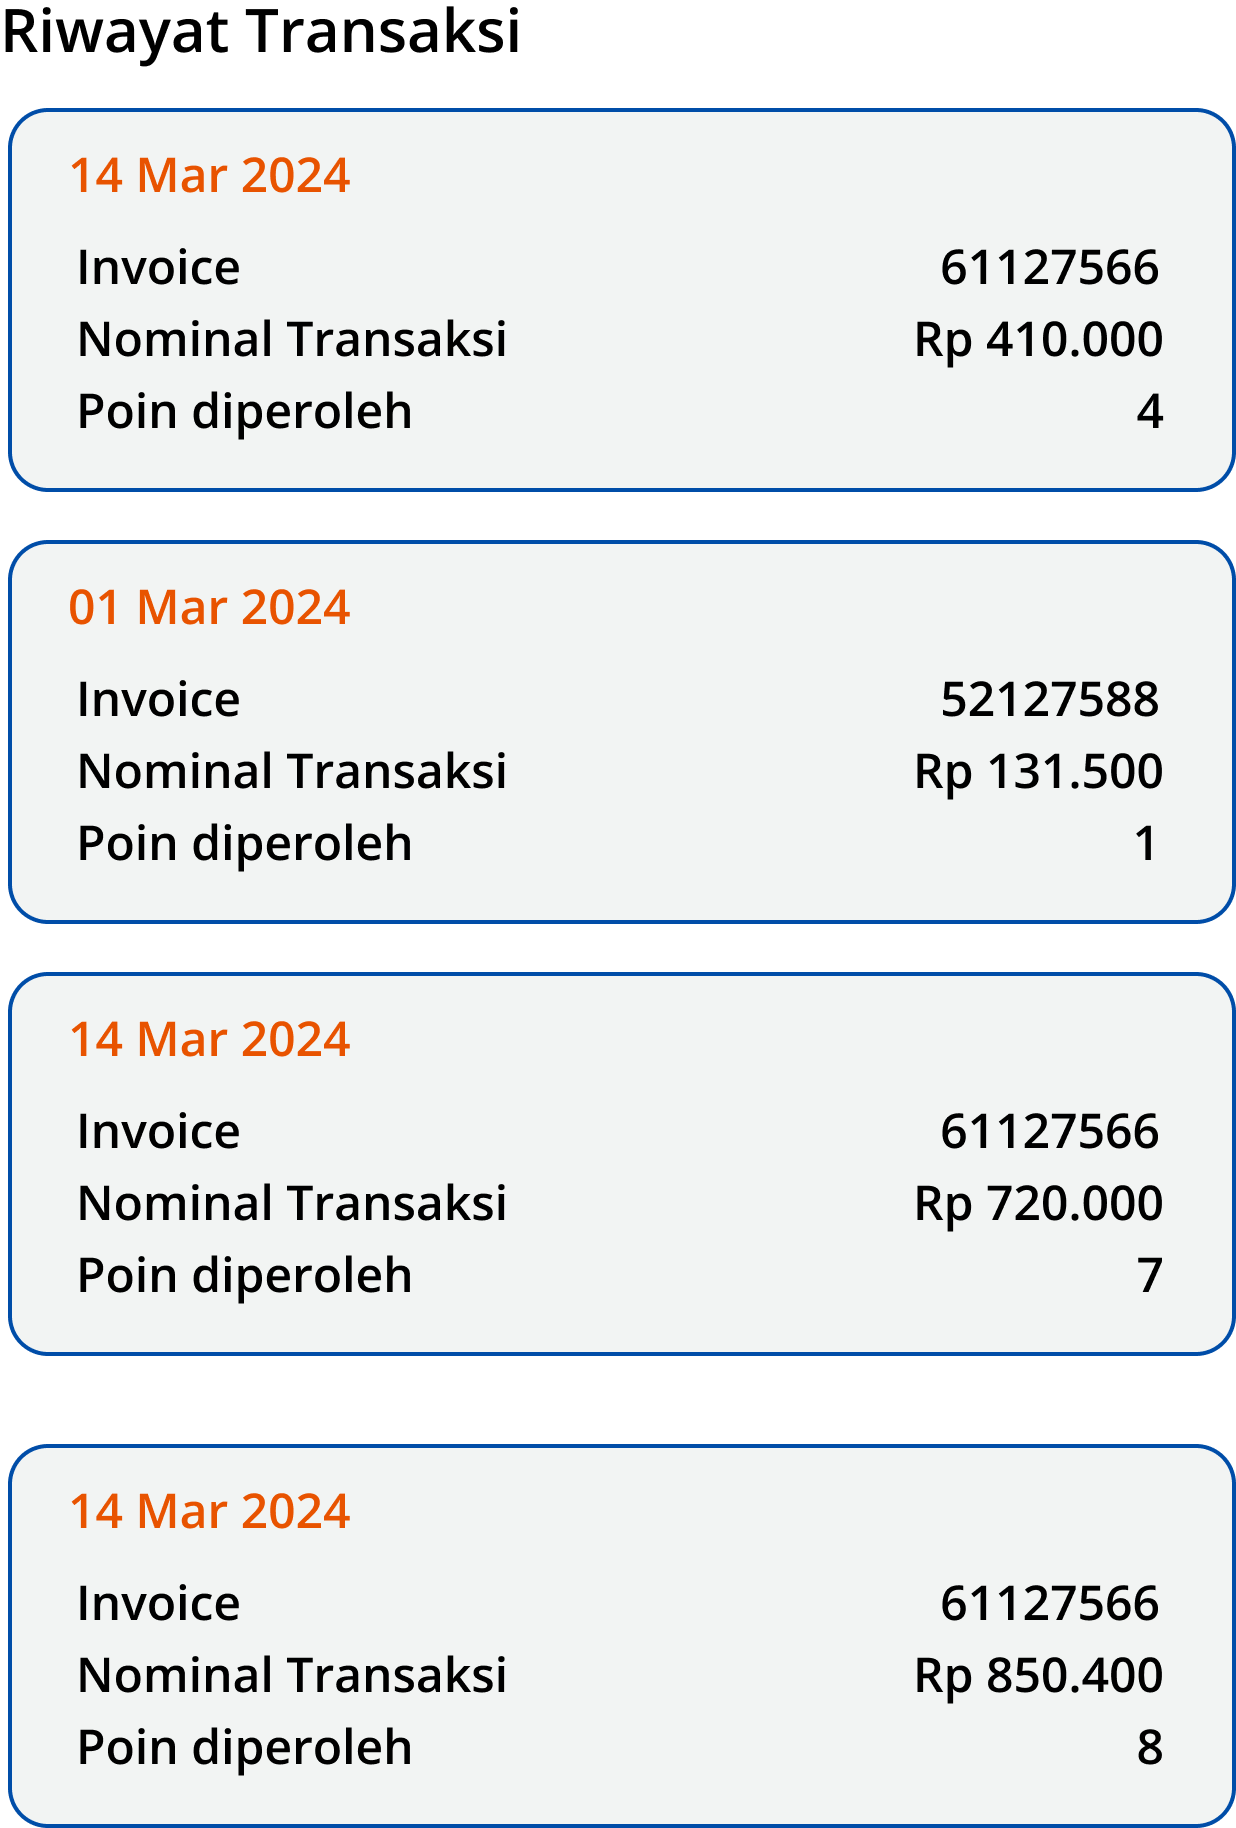 Riwayat Transaksi
14 Mar 2024
Invoice 61127566
Nominal Transaksi Rp 410.000
Poin diperoleh 4
01 Mar 2024
Invoice 52127588
Nominal Transaksi Rp 131.500
Poin diperoleh 1
14 Mar 2024
Invoice 61127566
Nominal Transaksi Rp 720.000
Poin diperoleh 7
14 Mar 2024
Invoice 61127566
Nominal Transaksi Rp 850.400
Poin diperoleh 8